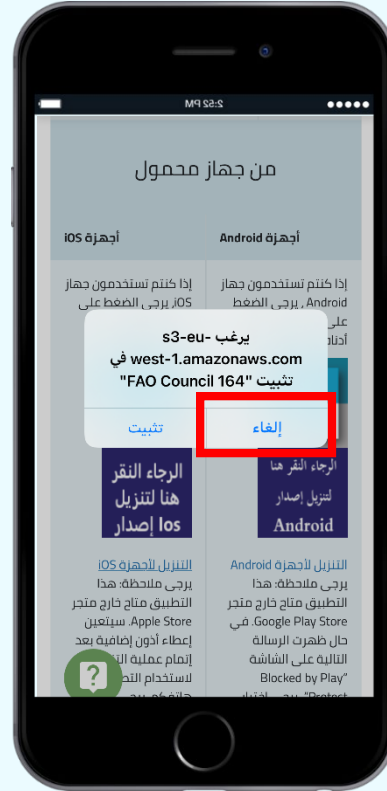 2:52 PM
من جهاز محمول
أجهزة Android
أجهزة iOS
إذا كنتم تستخدمون جهاز
Android ، يرجى الضغط
على
إذا كنتم تستخدمون جهاز
iOS، يرجى الضغط على
يرغب s3-eu-
west-1.amazonaws.com في
تثبيت "FAO Council 164"
إلغاء
تثبيت
الرجاء النقر هنا
لتنزيل إصدار
Android
الرجاء النقر
هنا لتنزيل
إصدار Ios
التنزيل لأجهزة Android
يرجى ملاحظة: هذا
التطبيق متاح خارج متجر
Google Play Store. في
حال ظهرت الرسالة
التالية على الشاشة
"Blocked by Play
التنزيل لأجهزة iOS
يرجى ملاحظة: هذا
التطبيق متاح خارج متجر
Apple Store. سيتعين
إعطاء أذون إضافية بعد
إتمام عملية
لاستخدام
?